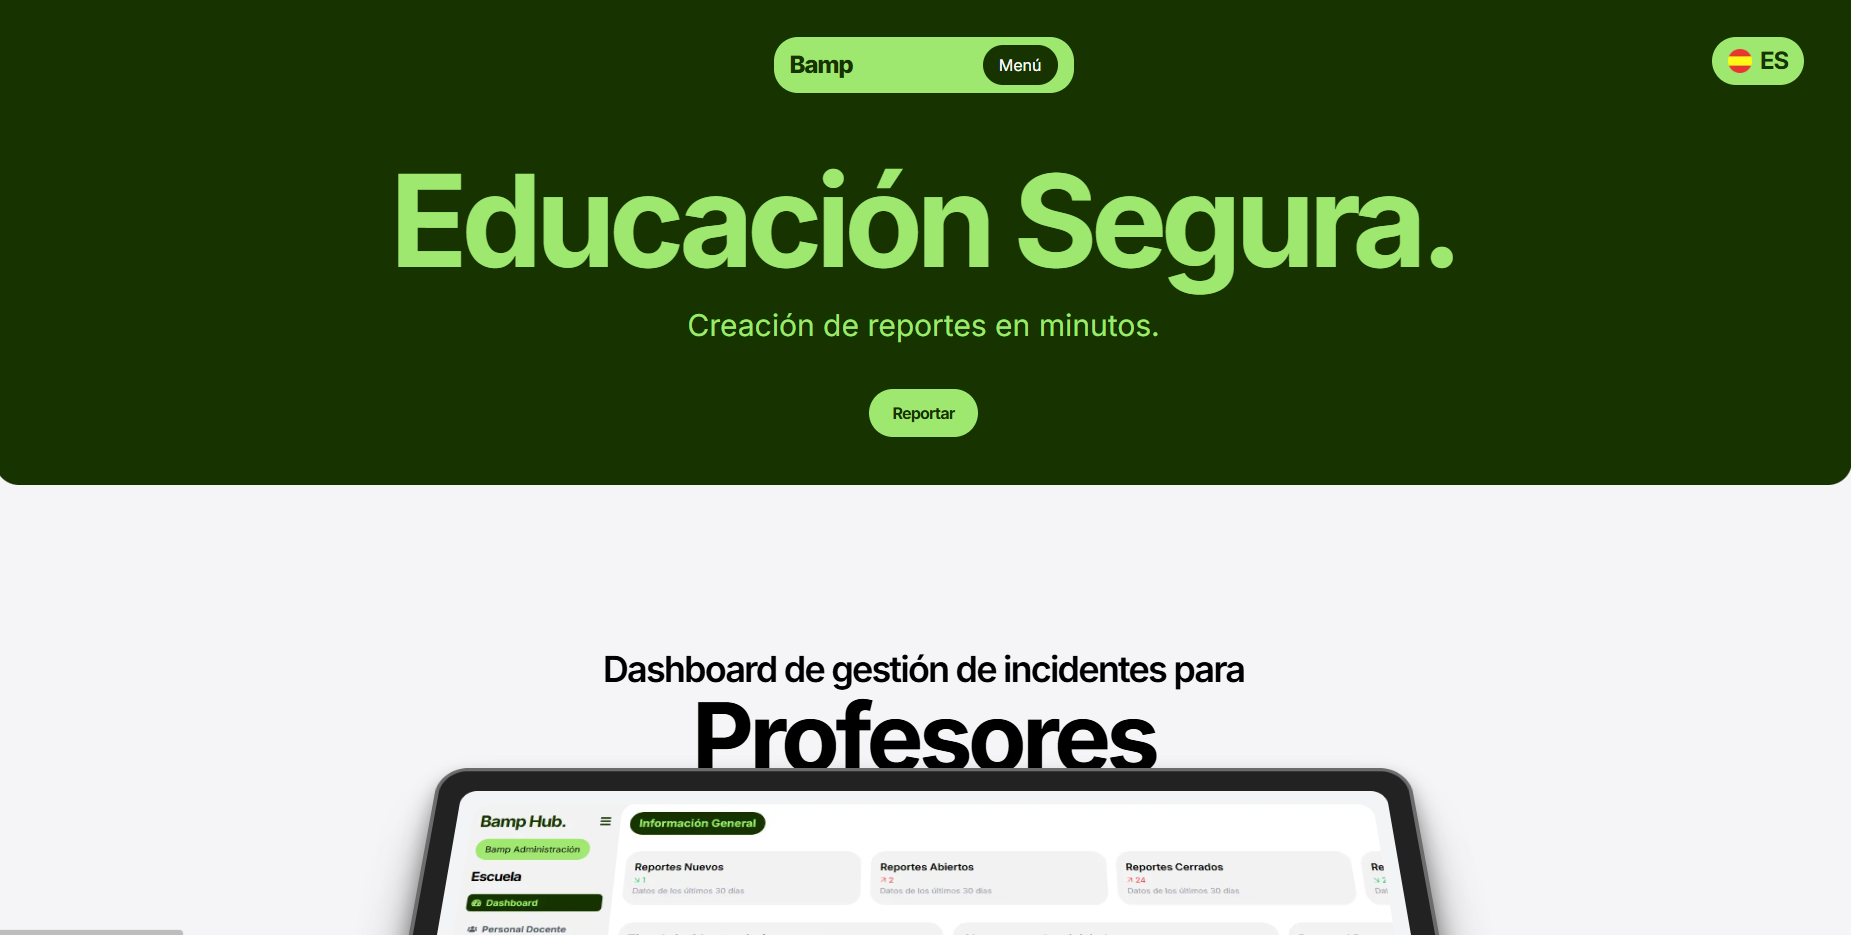 Bamp
Menú
ES
Educación Segura.
Creación de reportes en minutos.
Reportar
Dashboard de gestión de incidentes para
Profesores
Bamp Hub.
Información General
Bamp Administración
Escuela
Reportes Nuevos
1
Datos de los últimos 30 días
Reportes Abiertos
2
Datos de los últimos 30 días
Reportes Cerrados
24
Datos de los últimos 30 días
Re
Dashboard
Personal Docente